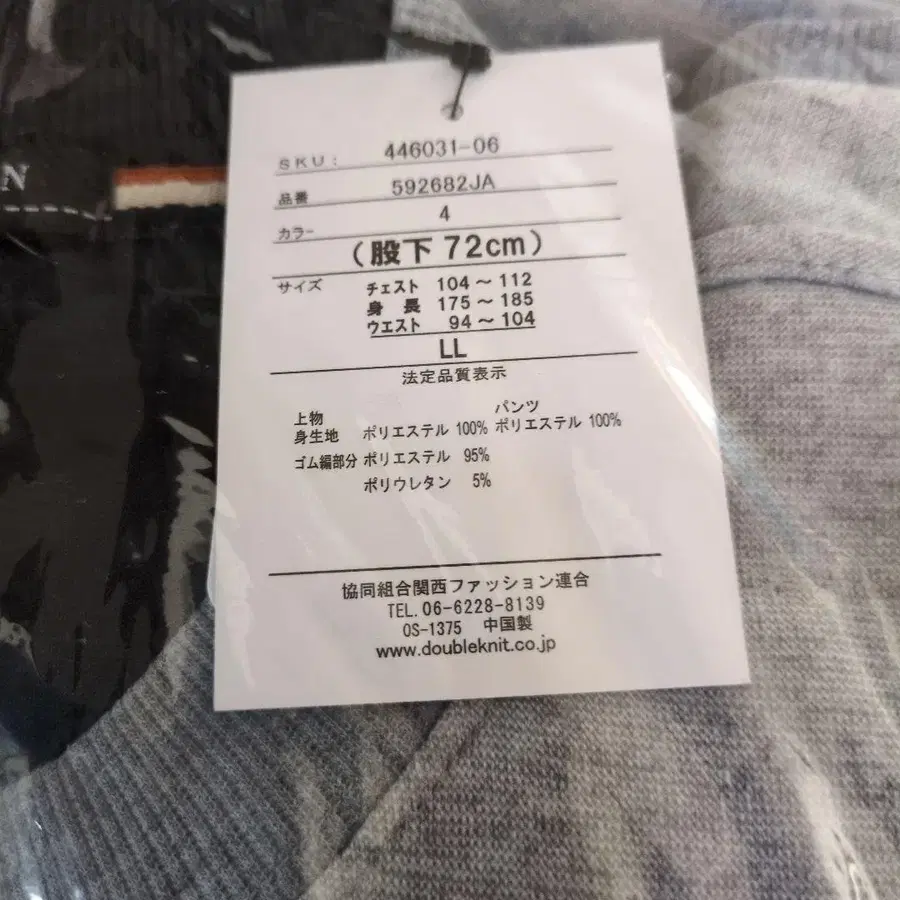 N
SKU: 446031-06
品番 592682JA
カラー 4
(股下 72cm)
サイズ チェスト 104～112
身長 175～185
ウエスト 94～104
LL
法定品質表示
上物 パンツ
身生地 ポリエステル 100% ポリエステル 100%
ゴム編部分 ポリエステル 95%
ポリウレタン 5%
協同組合関西ファッション連合
TEL.06-6228-8139
OS-1375 中国製
www.doubleknit.co.jp